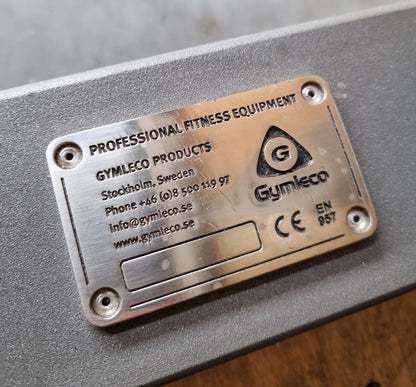 PROFESSIONAL FITNESS EQUIPMENT
GYMLECO PRODUCTS
Stockholm, Sweden
Phone +46 (0)8 500 119 97
info@gymleco.se
www.gymleco.se
G
Gymleco
CE
EN
957